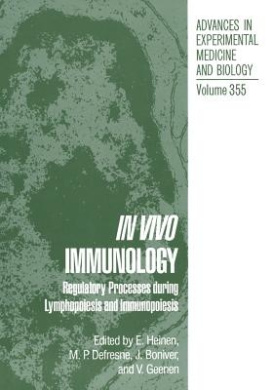 ADVANCES IN
EXPERIMENTAL
MEDICINE
AND BIOLOGY
Volume 355
IN VIVO
IMMUNOLOGY
Regulatory Processes during
Lymphopoiesis and Immunopoiesis
Edited by E. Heinen,
M. P. Defresne, J. Boniver,
and V. Geenen